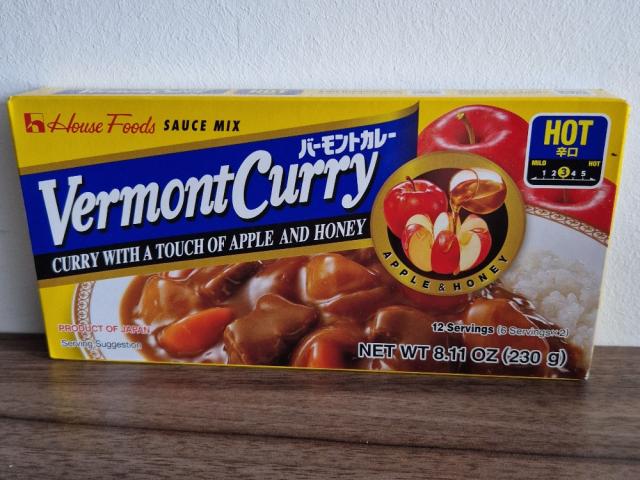 House Foods SAUCE MIX
バーモントカレー
Vermont Curry
CURRY WITH A TOUCH OF APPLE AND HONEY
HOT
辛口
MILD HOT
1 2 3 4 5
APPLE & HONEY
PRODUCT OF JAPAN
Serving Suggestion
12 Servings (6 Servings×2)
NET WT 8.11 OZ (230 g)